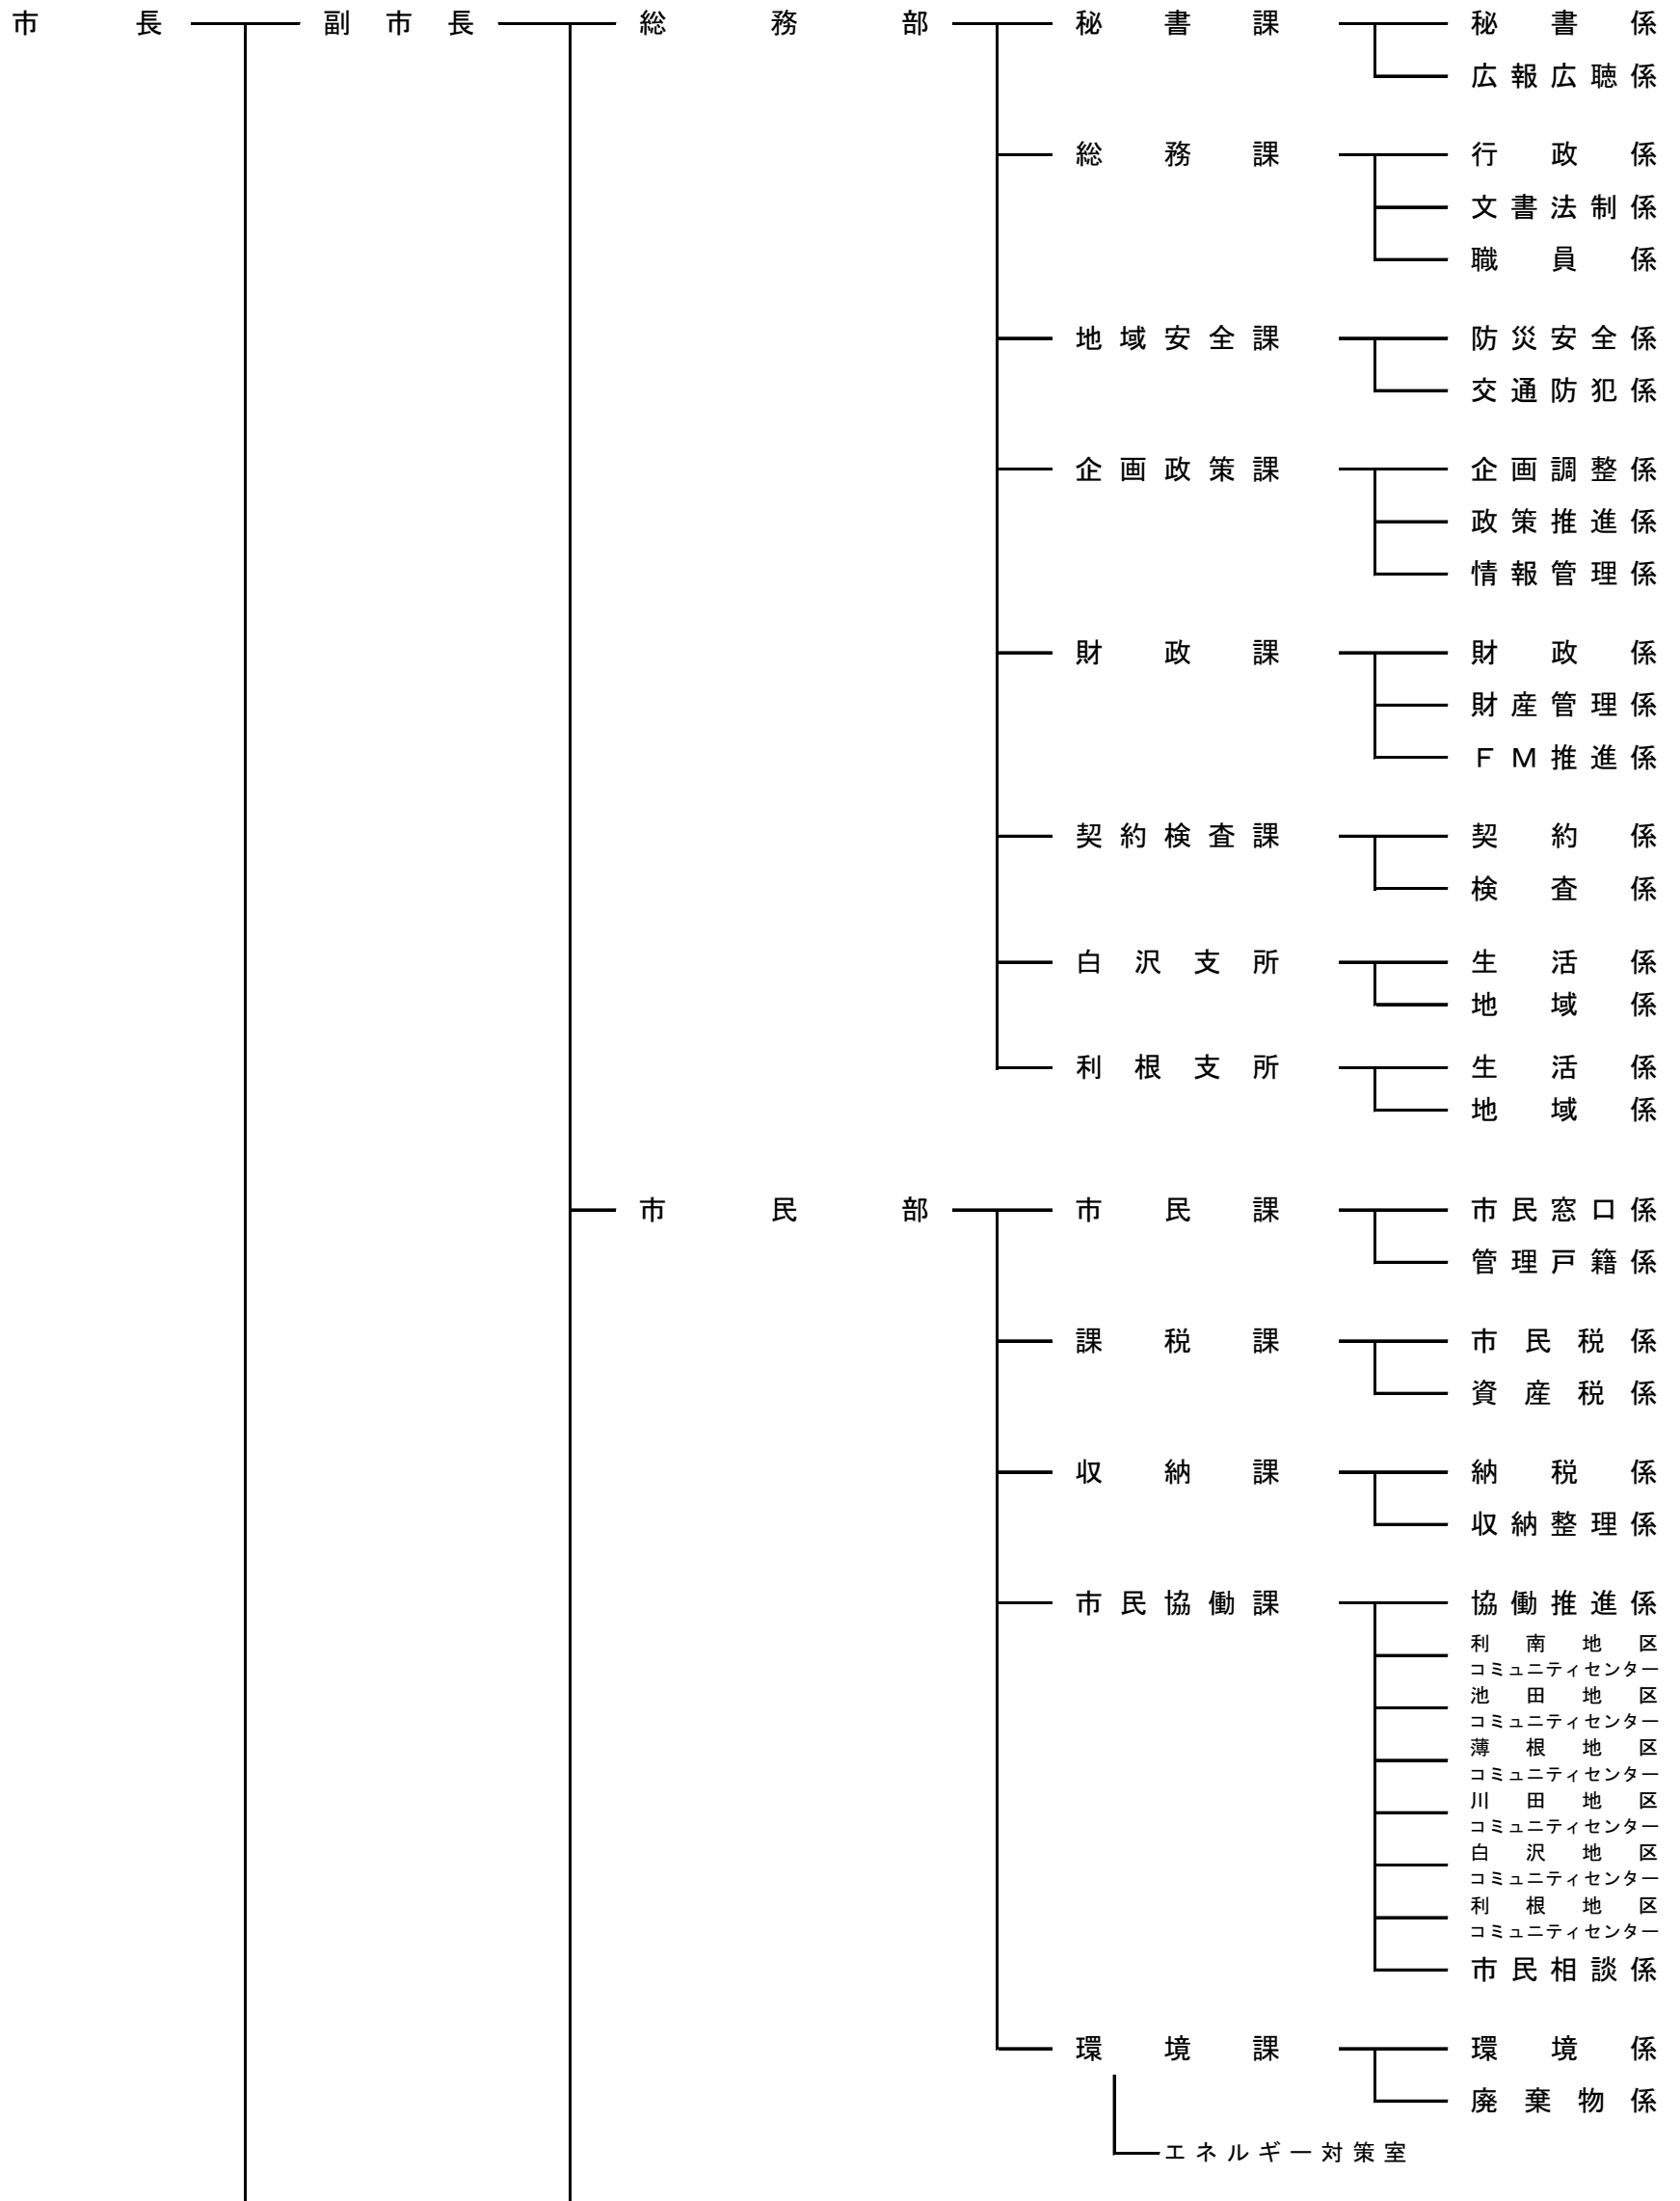 市長 副市長 総務部 秘書課 秘書係
広報広聴係
総務課 行政係
文書法制係
職員係
地域安全課 防災安全係
交通防犯係
企画政策課 企画調整係
政策推進係
情報管理係
財政課 財政係
財産管理係
ＦＭ推進係
契約検査課 契約係
検査係
白沢支所 生活係
地域係
利根支所 生活係
地域係
市民部 市民課 市民窓口係
管理戸籍係
課税課 市民税係
資産税係
収納課 納税係
収納整理係
市民協働課 協働推進係
利南地区
コミュニティセンター
池田地区
コミュニティセンター
薄根地区
コミュニティセンター
川田地区
コミュニティセンター
白沢地区
コミュニティセンター
利根地区
コミュニティセンター
市民相談係
環境課 環境係
廃棄物係
エネルギー対策室